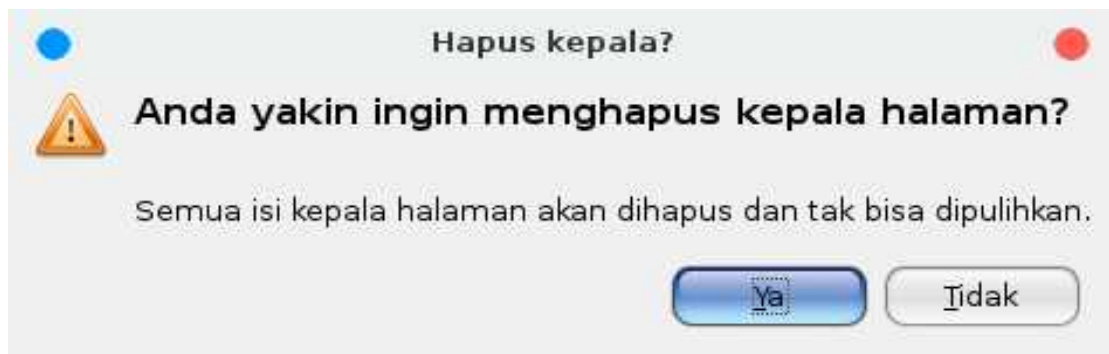 Hapus kepala?
Anda yakin ingin menghapus kepala halaman?
Semua isi kepala halaman akan dihapus dan tak bisa dipulihkan.
Ya Tidak